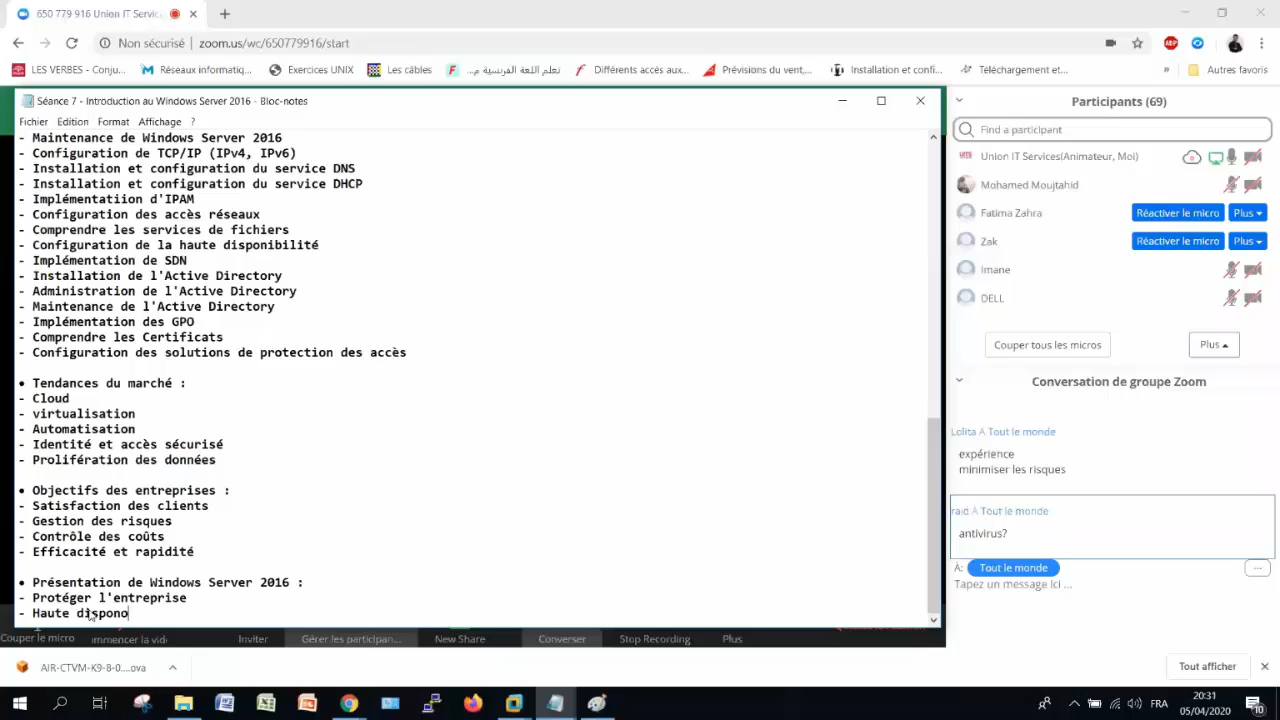 650 779 916 Union IT Servic
Non sécurisé
zoom.us/wc/650779916/start
LES VERBES - Conju...
Réseaux informatiq...
Exercices UNIX
Les câbles
تعلم اللغة الفرنسية م...
Différents accès aux...
Prévisions du vent,...
Installation et confi...
Téléchargement et...
»
Autres favoris
Séance 7 - Introduction au Windows Server 2016 - Bloc-notes
Fichier Edition Format Affichage ?
- Maintenance de Windows Server 2016
- Configuration de TCP/IP (IPv4, IPv6)
- Installation et configuration du service DNS
- Installation et configuration du service DHCP
- Implémentatiion d'IPAM
- Configuration des accès réseaux
- Comprendre les services de fichiers
- Configuration de la haute disponibilité
- Implémentation de SDN
- Installation de l'Active Directory
- Administration de l'Active Directory
- Maintenance de l'Active Directory
- Implémentation des GPO
- Comprendre les Certificats
- Configuration des solutions de protection des accès
• Tendances du marché :
- Cloud
- virtualisation
- Automatisation
- Identité et accès sécurisé
- Prolifération des données
• Objectifs des entreprises :
- Satisfaction des clients
- Gestion des risques
- Contrôle des coûts
- Efficacité et rapidité
• Présentation de Windows Server 2016 :
- Protéger l'entreprise
- Haute dispono
Participants (69)
Find a participant
Union IT Services(Animateur, Moi)
Mohamed Moujtahid
Fatima Zahra
Réactiver le micro
Plus
Zak
Réactiver le micro
Plus
Imane
DELL
Couper tous les micros
Plus
Conversation de groupe Zoom
Lolita À Tout le monde
expérience
minimiser les risques
raid À Tout le monde
antivirus?
À: Tout le monde ...
Tapez un message ici ...
Couper le micro
mmencer la vidé
Inviter
Gérer les participan...
New Share
Converser
Stop Recording
Plus
AIR-CTVM-K9-8-0....ova
Tout afficher
FRA
20:31
05/04/2020
10